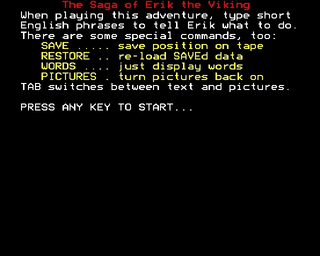 The Saga of Erik the Viking
When playing this adventure, type short
English phrases to tell Erik what to do.
There are some special commands, too:
SAVE ..... save position on tape
RESTORE .. re-load SAVEd data
WORDS .... just display words
PICTURES . turn pictures back on
TAB switches between text and pictures.
PRESS ANY KEY TO START...